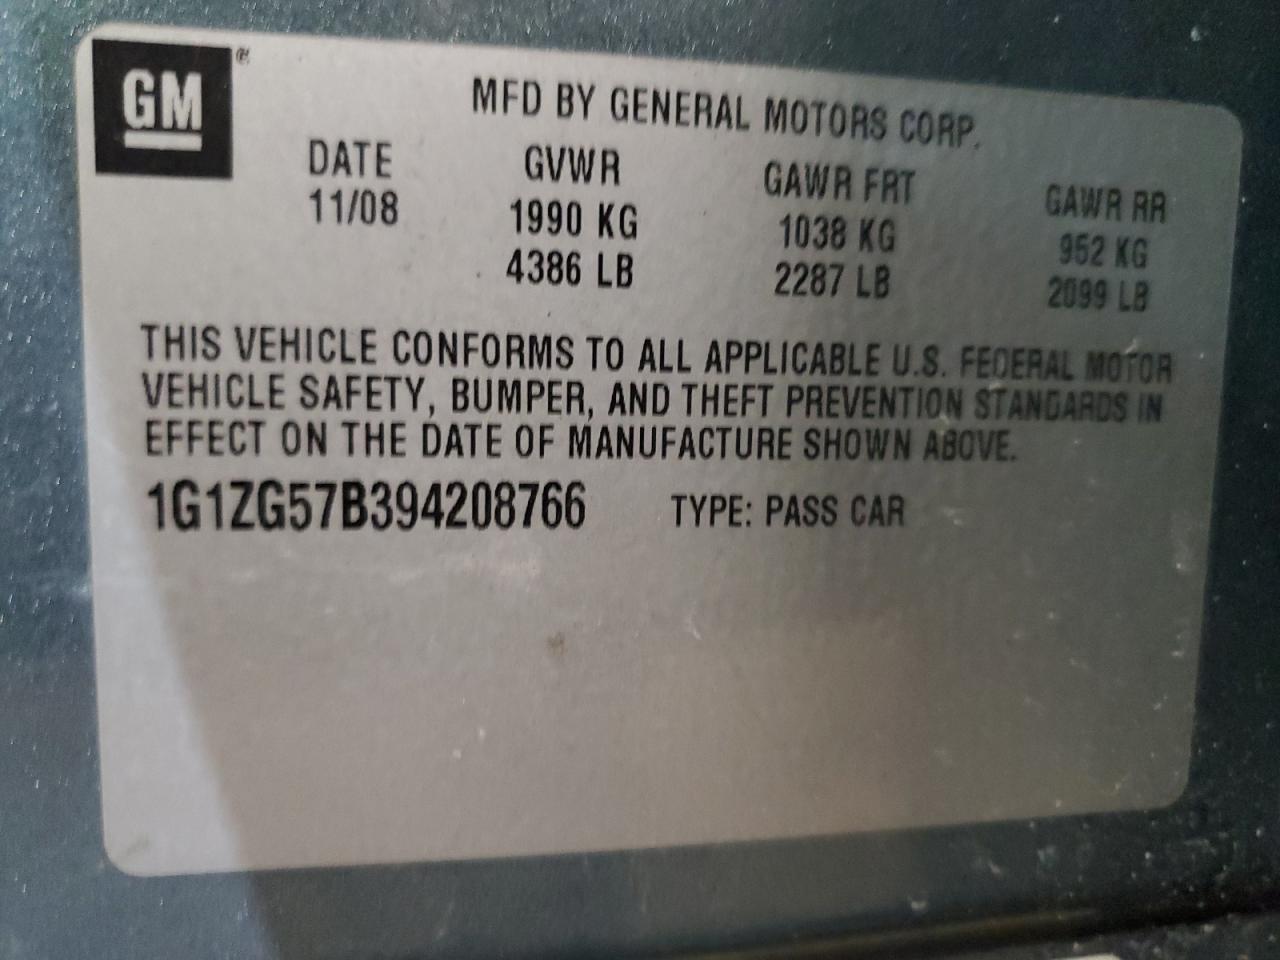 GM®
MFD BY GENERAL MOTORS CORP.
DATE GVWR GAWR FRT GAWR RR
11/08 1990 KG 1038 KG 952 KG
4386 LB 2287 LB 2099 LB
THIS VEHICLE CONFORMS TO ALL APPLICABLE U.S. FEDERAL MOTOR
VEHICLE SAFETY, BUMPER, AND THEFT PREVENTION STANDARDS IN
EFFECT ON THE DATE OF MANUFACTURE SHOWN ABOVE.
1G1ZG57B394208766 TYPE: PASS CAR